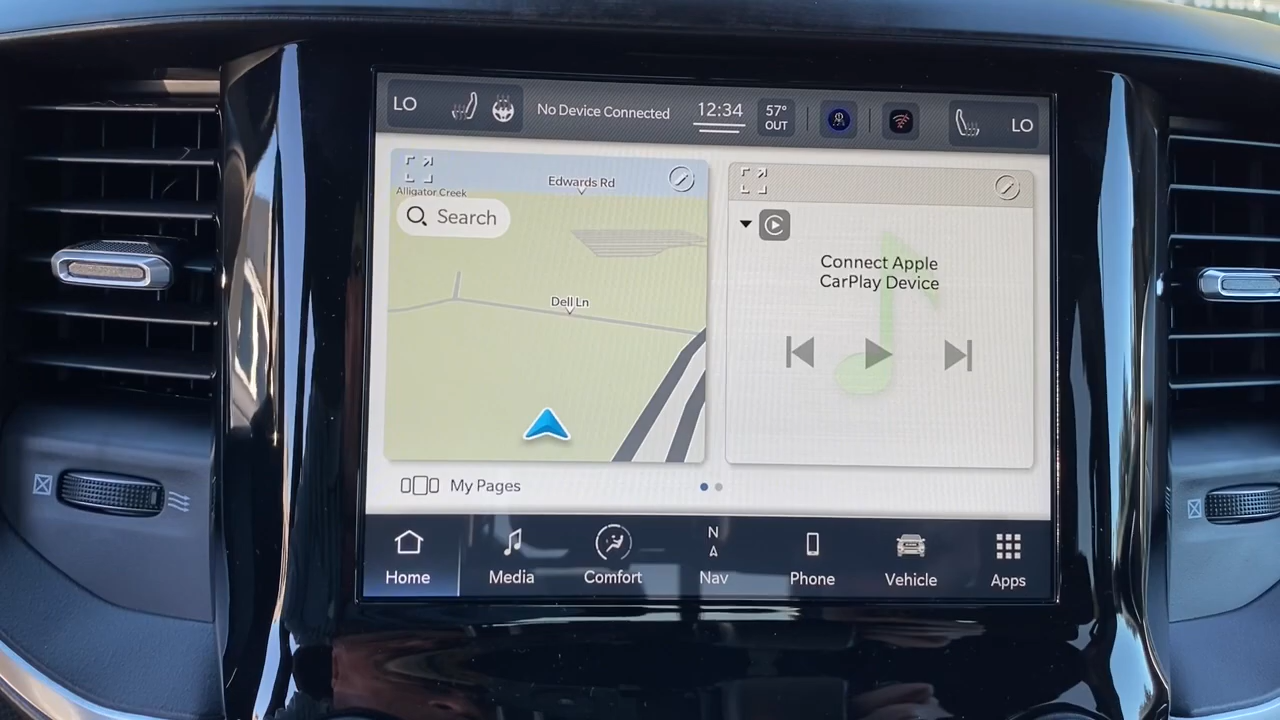 LO
No Device Connected
12:34
57°
OUT
LO
Edwards Rd
Alligator Creek
Search
Dell Ln
Connect Apple
CarPlay Device
My Pages
Home
Media
Comfort
N
Nav
Phone
Vehicle
Apps